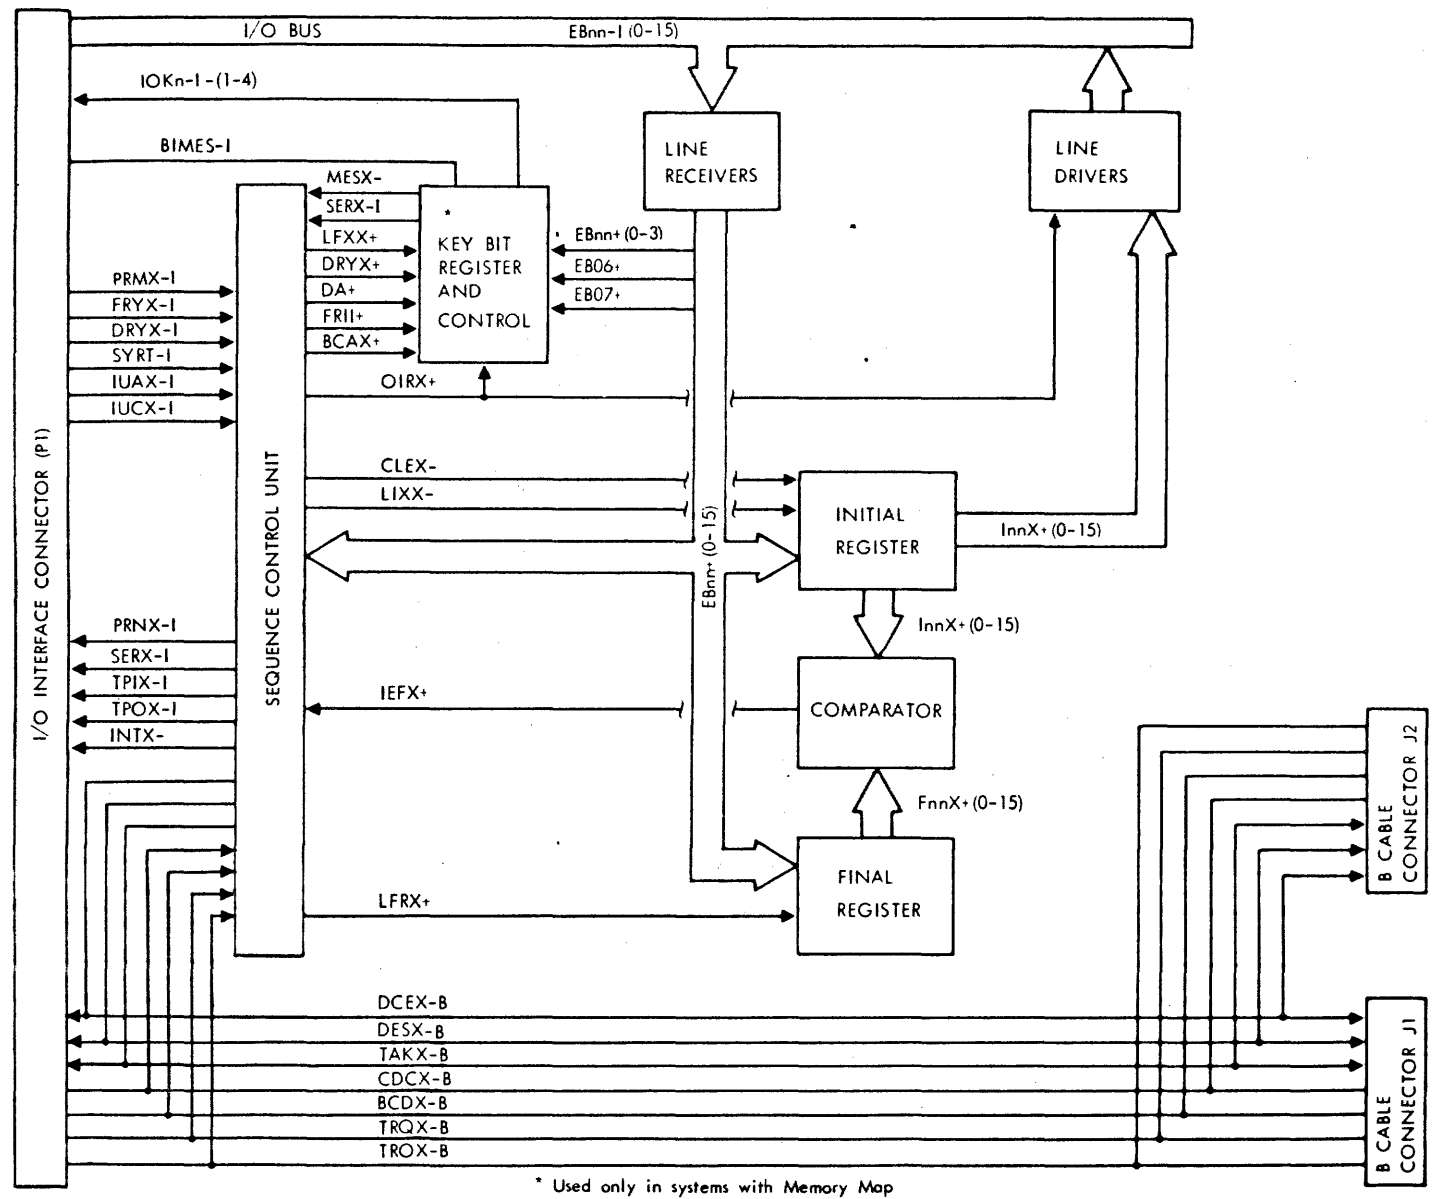 I/O BUS
EBnn-I (0-15)
IOKn-I-(1-4)
BIMES-I
LINE
RECEIVERS
LINE
DRIVERS
MESX-
SERX-I
LFXX+
DRYX+
DA+
FRII+
BCAX+
*
KEY BIT
REGISTER
AND
CONTROL
EBnn+ (0-3)
EB06+
EB07+
PRMX-I
FRYX-I
DRYX-I
SYRT-I
IUAX-I
IUCX-I
OIRX+
I/O INTERFACE CONNECTOR (P1)
SEQUENCE CONTROL UNIT
CLEX-
LIXX-
EBnn+ (0-15)
INITIAL
REGISTER
InnX+ (0-15)
InnX+ (0-15)
PRNX-I
SERX-I
TPIX-I
TPOX-I
INTX-
IEFX+
COMPARATOR
FnnX+ (0-15)
FINAL
REGISTER
LFRX+
B CABLE
CONNECTOR J2
DCEX-B
DESX-B
TAKX-B
CDCX-B
BCDX-B
TRQX-B
TROX-B
B CABLE
CONNECTOR J1
* Used only in systems with Memory Map